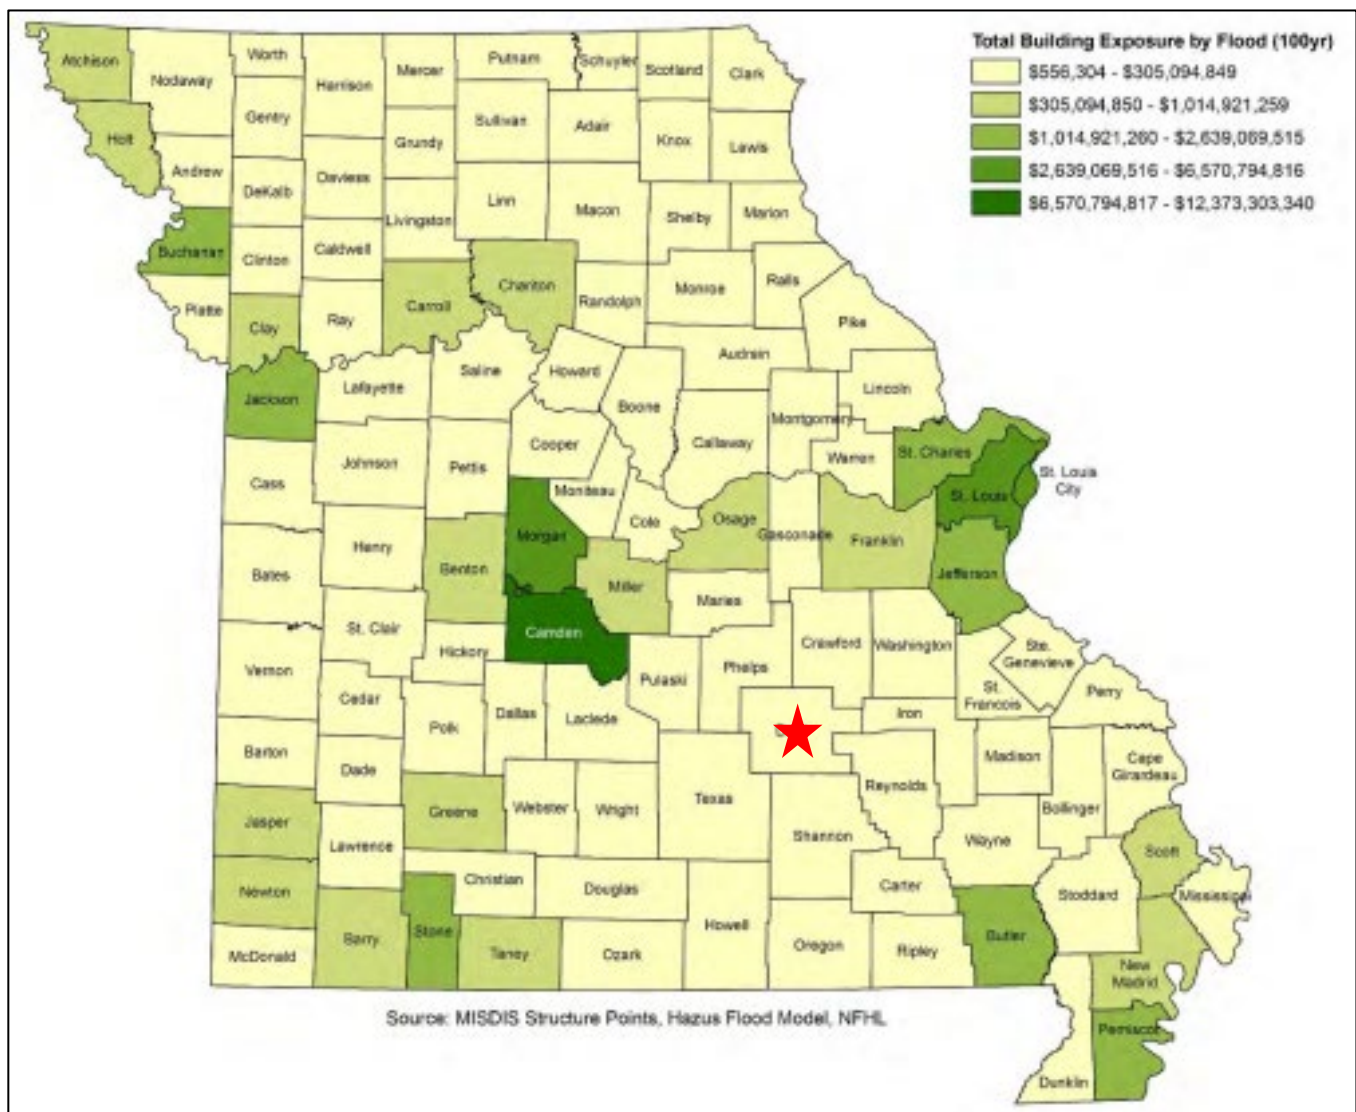 Total Building Exposure by Flood (100yr)
$556,304 - $305,094,849
$305,094,850 - $1,014,921,259
$1,014,921,260 - $2,639,069,515
$2,639,069,516 - $6,570,794,816
$6,570,794,817 - $12,373,303,340
Atchison
Nodaway
Worth
Harrison
Mercer
Putnam
Schuyler
Scotland
Clark
Holt
Gentry
Grundy
Sullivan
Adair
Knox
Lewis
Andrew
DeKalb
Daviess
Livingston
Linn
Macon
Shelby
Marion
Buchanan
Clinton
Caldwell
Carroll
Chariton
Randolph
Monroe
Ralls
Pike
Platte
Clay
Ray
Saline
Howard
Audrain
Jackson
Lafayette
Boone
Lincoln
Cooper
Callaway
Montgomery
Warren
St. Charles
Cass
Johnson
Pettis
Moniteau
Cole
Osage
Gasconade
Franklin
St. Louis
St. Louis
City
Bates
Henry
Benton
Morgan
Miller
Maries
Jefferson
Vernon
St. Clair
Hickory
Camden
Pulaski
Phelps
Crawford
Washington
Ste.
Genevieve
St.
Francois
Perry
Cedar
Polk
Dallas
Laclede
Iron
Madison
Cape
Girardeau
Barton
Dade
Greene
Webster
Wright
Texas
Reynolds
Bollinger
Jasper
Lawrence
Shannon
Wayne
Scott
Newton
Christian
Douglas
Carter
Stoddard
Mississippi
McDonald
Barry
Stone
Taney
Ozark
Howell
Oregon
Ripley
Butler
New
Madrid
Pemiscot
Dunklin
Source: MISDIS Structure Points, Hazus Flood Model, NFHL